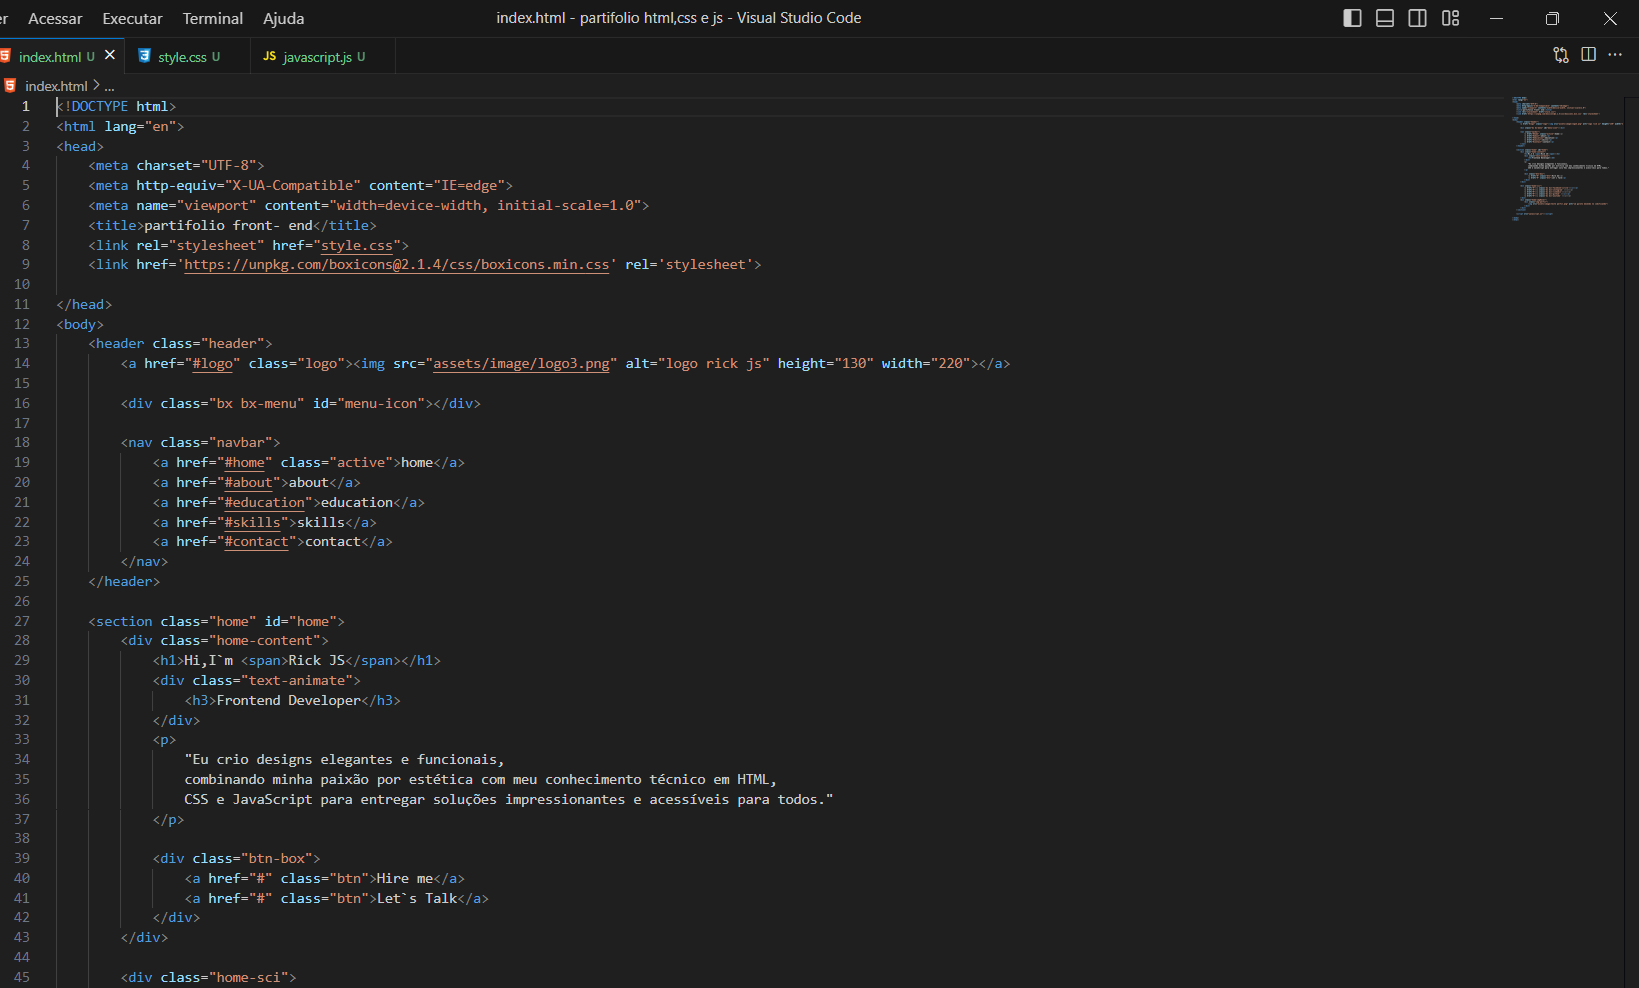 er Acessar Executar Terminal Ajuda index.html - partifolio html,css e js - Visual Studio Code
index.html U style.css U JS javascript.js U
index.html > ...
1 <!DOCTYPE html>
2 <html lang="en">
3 <head>
4 <meta charset="UTF-8">
5 <meta http-equiv="X-UA-Compatible" content="IE=edge">
6 <meta name="viewport" content="width=device-width, initial-scale=1.0">
7 <title>partifolio front- end</title>
8 <link rel="stylesheet" href="style.css">
9 <link href='https://unpkg.com/boxicons@2.1.4/css/boxicons.min.css' rel='stylesheet'>
10
11 </head>
12 <body>
13 <header class="header">
14 <a href="#logo" class="logo"><img src="assets/image/logo3.png" alt="logo rick js" height="130" width="220"></a>
15
16 <div class="bx bx-menu" id="menu-icon"></div>
17
18 <nav class="navbar">
19 <a href="#home" class="active">home</a>
20 <a href="#about">about</a>
21 <a href="#education">education</a>
22 <a href="#skills">skills</a>
23 <a href="#contact">contact</a>
24 </nav>
25 </header>
26
27 <section class="home" id="home">
28 <div class="home-content">
29 <h1>Hi,I`m <span>Rick JS</span></h1>
30 <div class="text-animate">
31 <h3>Frontend Developer</h3>
32 </div>
33 <p>
34 "Eu crio designs elegantes e funcionais,
35 combinando minha paixão por estética com meu conhecimento técnico em HTML,
36 CSS e JavaScript para entregar soluções impressionantes e acessíveis para todos."
37 </p>
38
39 <div class="btn-box">
40 <a href="#" class="btn">Hire me</a>
41 <a href="#" class="btn">Let`s Talk</a>
42 </div>
43 </div>
44
45 <div class="home-sci">